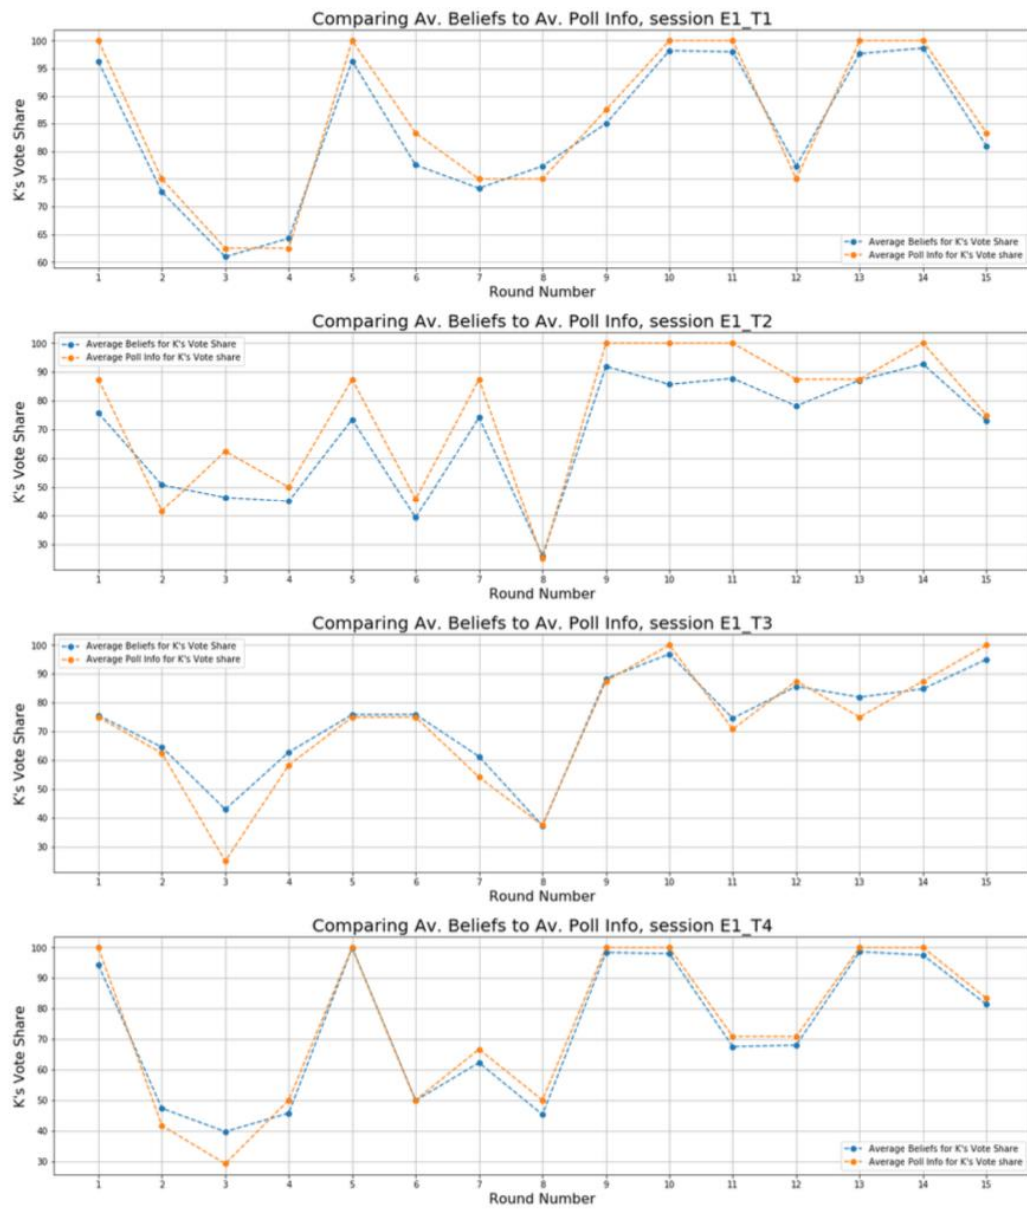 Comparing Av. Beliefs to Av. Poll Info, session E1_T1
K's Vote Share
100
95
90
85
80
75
70
65
60
Average Beliefs for K's Vote Share
Average Poll Info for K's Vote share
1 2 3 4 5 6 7 8 9 10 11 12 13 14 15
Round Number
Comparing Av. Beliefs to Av. Poll Info, session E1_T2
K's Vote Share
Average Beliefs for K's Vote Share
Average Poll Info for K's Vote share
100
90
80
70
60
50
40
30
1 2 3 4 5 6 7 8 9 10 11 12 13 14 15
Round Number
Comparing Av. Beliefs to Av. Poll Info, session E1_T3
K's Vote Share
Average Beliefs for K's Vote Share
Average Poll Info for K's Vote share
100
90
80
70
60
50
40
30
1 2 3 4 5 6 7 8 9 10 11 12 13 14 15
Round Number
Comparing Av. Beliefs to Av. Poll Info, session E1_T4
K's Vote Share
100
90
80
70
60
50
40
30
Average Beliefs for K's Vote Share
Average Poll Info for K's Vote share
1 2 3 4 5 6 7 8 9 10 11 12 13 14 15
Round Number